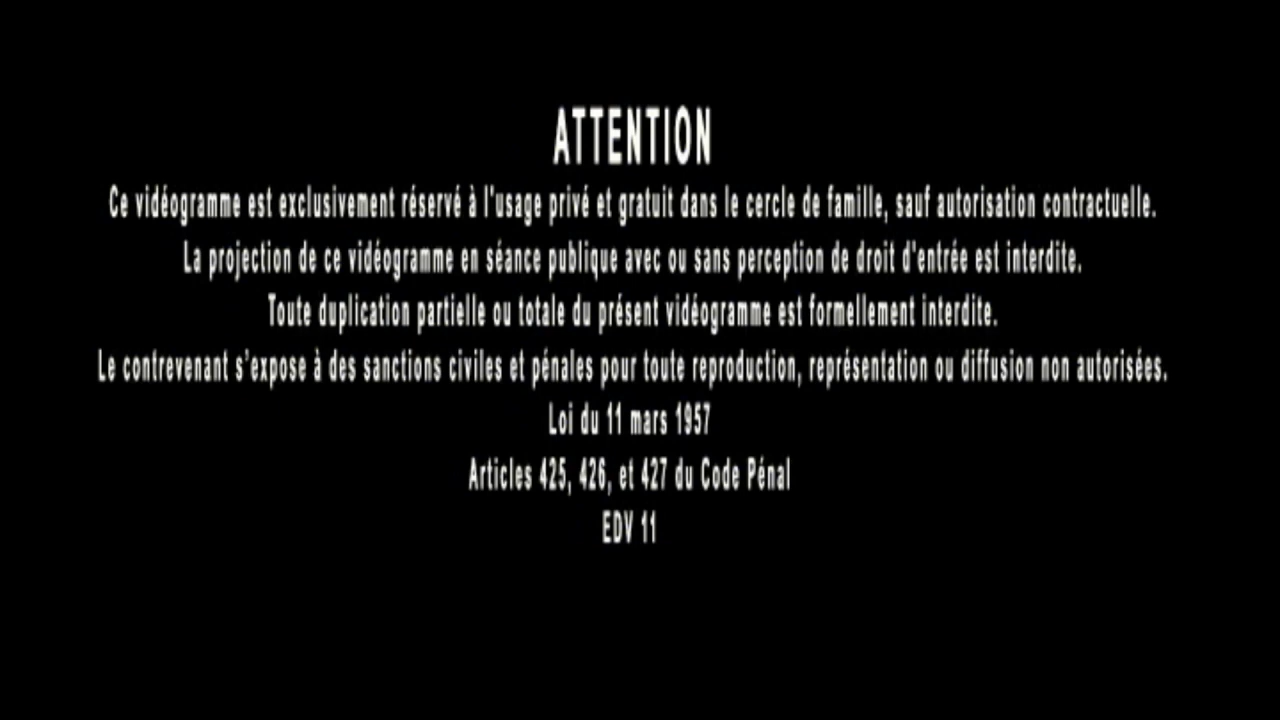 ATTENTION
Ce vidéogramme est exclusivement réservé à l'usage privé et gratuit dans le cercle de famille, sauf autorisation contractuelle.
La projection de ce vidéogramme en séance publique avec ou sans perception de droit d'entrée est interdite.
Toute duplication partielle ou totale du présent vidéogramme est formellement interdite.
Le contrevenant s’expose à des sanctions civiles et pénales pour toute reproduction, représentation ou diffusion non autorisées.
Loi du 11 mars 1957
Articles 425, 426, et 427 du Code Pénal
EDV 11